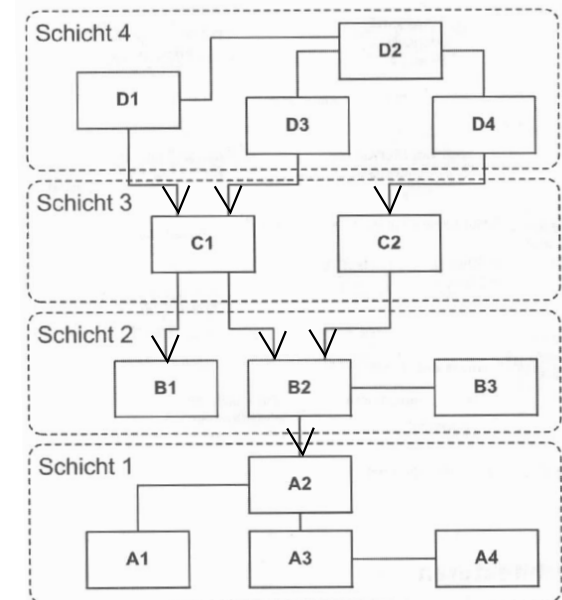 Schicht 4
D2
D1
D3
D4
Schicht 3
C1
C2
Schicht 2
B1
B2
B3
Schicht 1
A2
A1
A3
A4